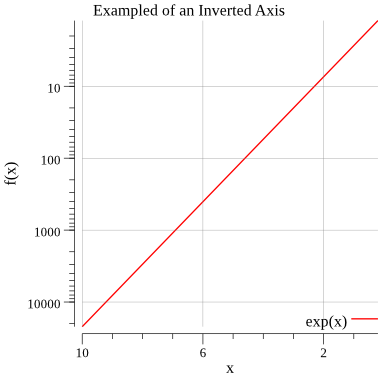 Exampled of an Inverted Axis
10
100
1000
10000
f(x)
exp(x)
10
6
2
x